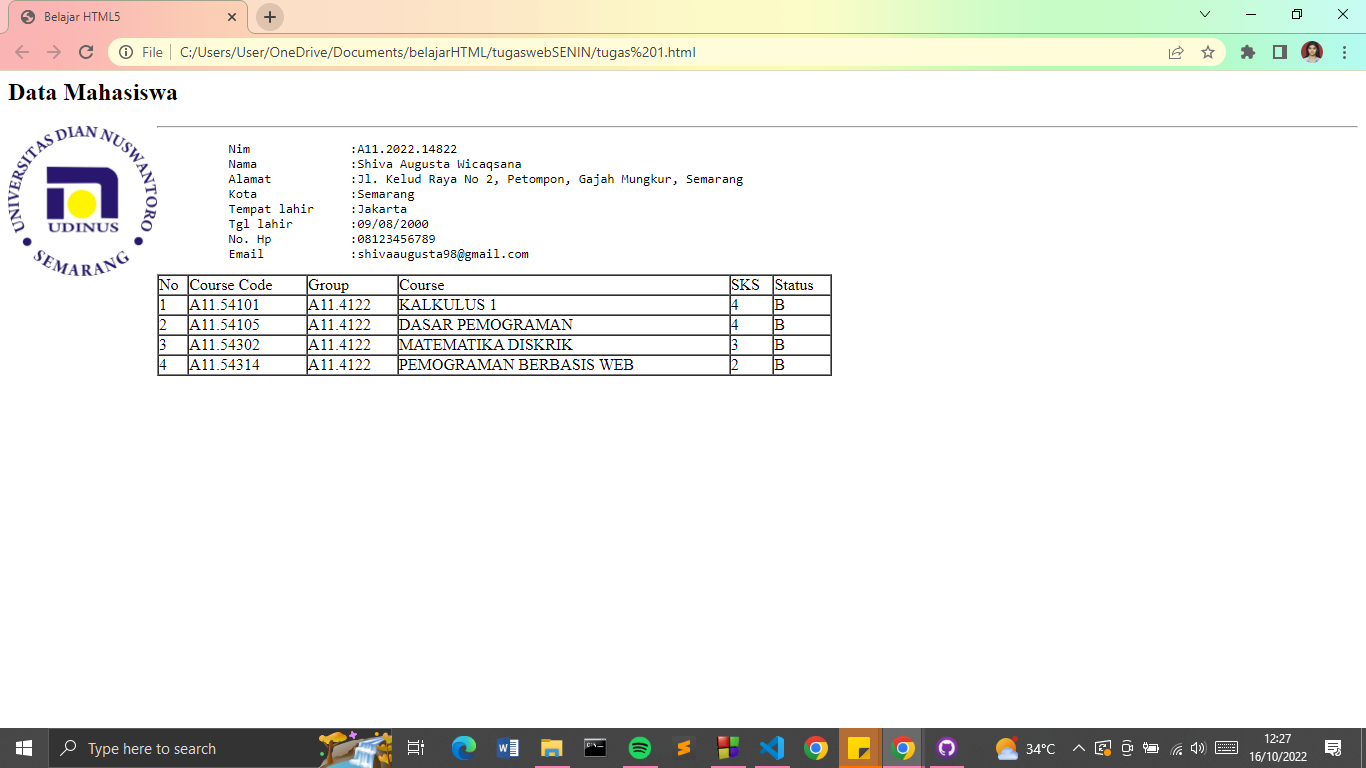 Belajar HTML5
File C:/Users/User/OneDrive/Documents/belajarHTML/tugaswebSENIN/tugas%201.html
Data Mahasiswa
UNIVERSITAS DIAN NUSWANTORO
UDINUS
SEMARANG
Nim :A11.2022.14822
Nama :Shiva Augusta Wicaqsana
Alamat :Jl. Kelud Raya No 2, Petompon, Gajah Mungkur, Semarang
Kota :Semarang
Tempat lahir :Jakarta
Tgl lahir :09/08/2000
No. Hp :08123456789
Email :shivaaugusta98@gmail.com
No Course Code Group Course SKS Status
1 A11.54101 A11.4122 KALKULUS 1 4 B
2 A11.54105 A11.4122 DASAR PEMOGRAMAN 4 B
3 A11.54302 A11.4122 MATEMATIKA DISKRIK 3 B
4 A11.54314 A11.4122 PEMOGRAMAN BERBASIS WEB 2 B
Type here to search
34°C
12:27
16/10/2022